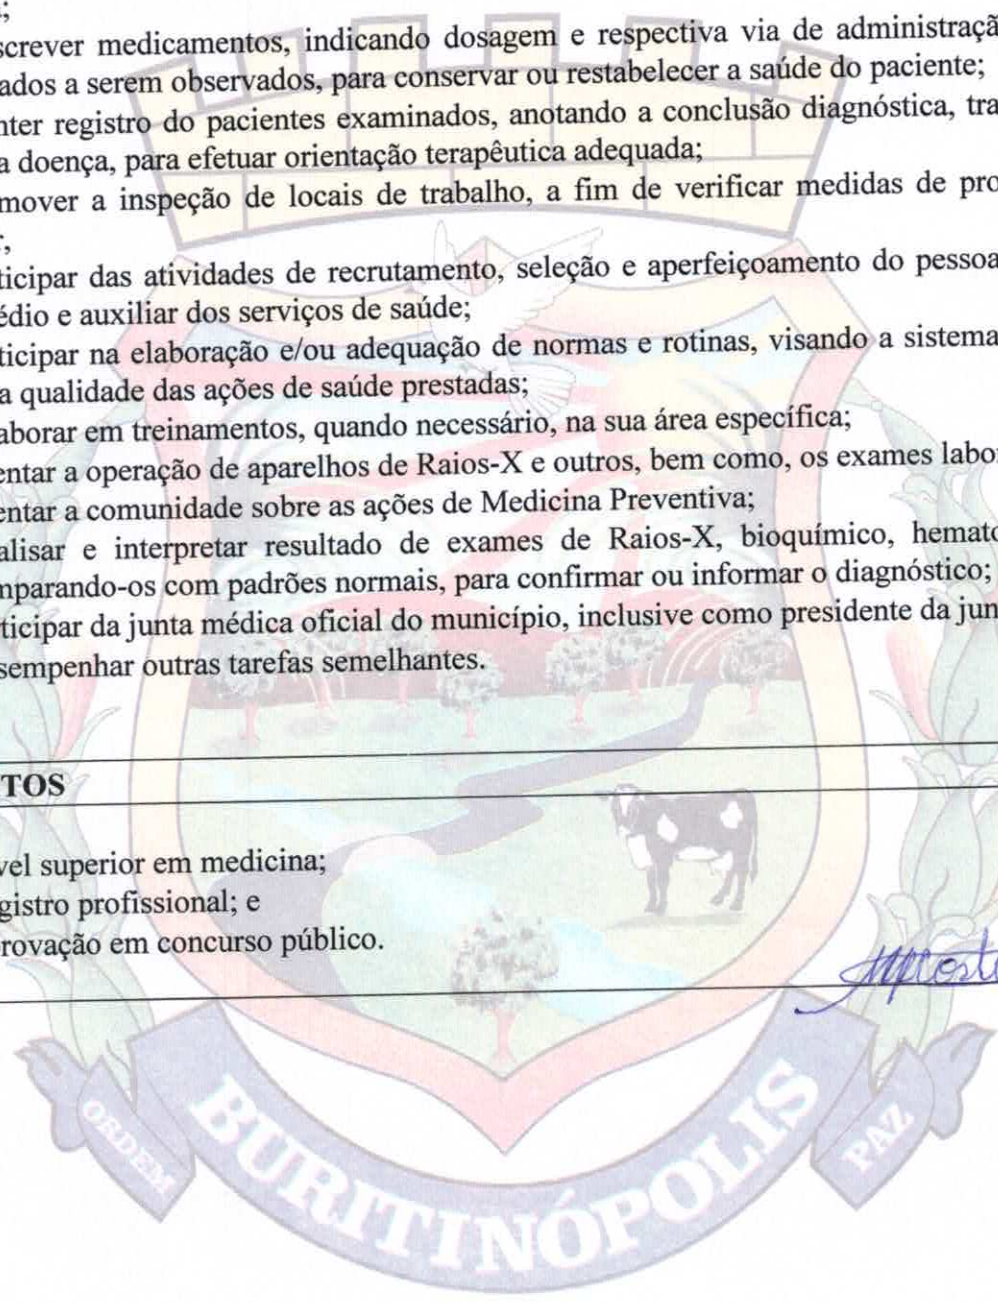 ;
screver medicamentos, indicando dosagem e respectiva via de administraçã
ados a serem observados, para conservar ou restabelecer a saúde do paciente;
nter registro do pacientes examinados, anotando a conclusão diagnóstica, tra
a doença, para efetuar orientação terapêutica adequada;
mover a inspeção de locais de trabalho, a fim de verificar medidas de pro
r;
ticipar das atividades de recrutamento, seleção e aperfeiçoamento do pessoa
édio e auxiliar dos serviços de saúde;
ticipar na elaboração e/ou adequação de normas e rotinas, visando a sistema
a qualidade das ações de saúde prestadas;
aborar em treinamentos, quando necessário, na sua área específica;
entar a operação de aparelhos de Raios-X e outros, bem como, os exames labo
entar a comunidade sobre as ações de Medicina Preventiva;
alisar e interpretar resultado de exames de Raios-X, bioquímico, hemato
mparando-os com padrões normais, para confirmar ou informar o diagnóstico;
ticipar da junta médica oficial do município, inclusive como presidente da jun
sempenhar outras tarefas semelhantes.
TOS
vel superior em medicina;
gistro profissional; e
rovação em concurso público.
ORDEM
BURITINÓPOLIS
PAZ